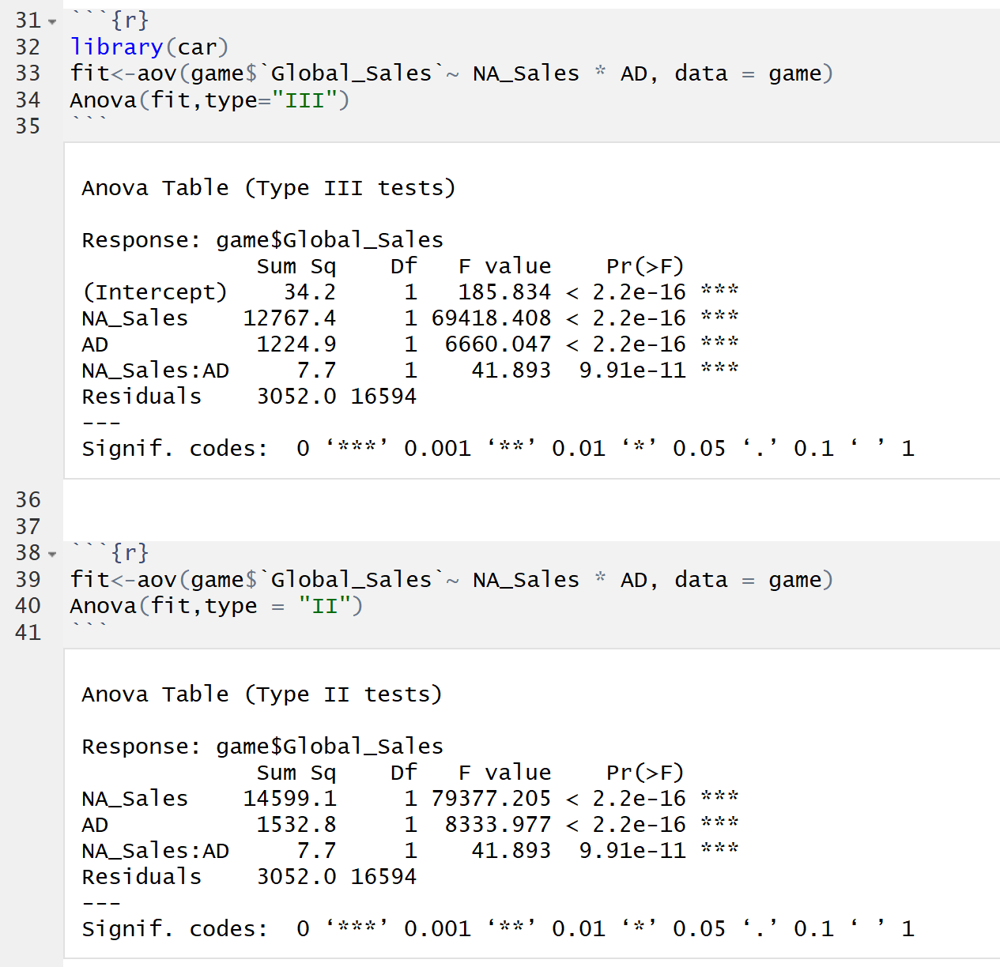 31 ```{r}
32 library(car)
33 fit<-aov(game$`Global_Sales`~ NA_Sales * AD, data = game)
34 Anova(fit,type="III")
35 ```
Anova Table (Type III tests)
Response: game$Global_Sales
Sum Sq Df F value Pr(>F)
(Intercept) 34.2 1 185.834 < 2.2e-16 ***
NA_Sales 12767.4 1 69418.408 < 2.2e-16 ***
AD 1224.9 1 6660.047 < 2.2e-16 ***
NA_Sales:AD 7.7 1 41.893 9.91e-11 ***
Residuals 3052.0 16594
---
Signif. codes: 0 ‘***’ 0.001 ‘**’ 0.01 ‘*’ 0.05 ‘.’ 0.1 ‘ ’ 1
36
37
38 ```{r}
39 fit<-aov(game$`Global_Sales`~ NA_Sales * AD, data = game)
40 Anova(fit,type = "II")
41 ```
Anova Table (Type II tests)
Response: game$Global_Sales
Sum Sq Df F value Pr(>F)
NA_Sales 14599.1 1 79377.205 < 2.2e-16 ***
AD 1532.8 1 8333.977 < 2.2e-16 ***
NA_Sales:AD 7.7 1 41.893 9.91e-11 ***
Residuals 3052.0 16594
---
Signif. codes: 0 ‘***’ 0.001 ‘**’ 0.01 ‘*’ 0.05 ‘.’ 0.1 ‘ ’ 1